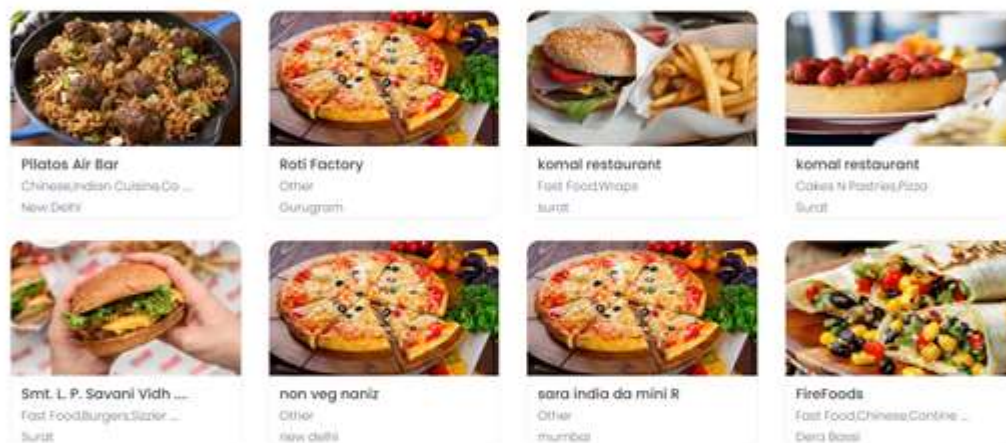 Pilatos Air Bar
Chinese,Indian Cuisine,Co ...
New Delhi
Roti Factory
Other
Gurugram
komal restaurant
Fast Food,Wraps
surat
komal restaurant
Cakes N Pastries,Pizza
Surat
Smt. L. P. Savani Vidh ....
Fast Food,Burgers,Sizzler ...
Surat
non veg naniz
Other
new delhi
sara india da mini R
Other
mumbai
FireFoods
Fast Food,Chinese,Contine ...
Dera Bassi